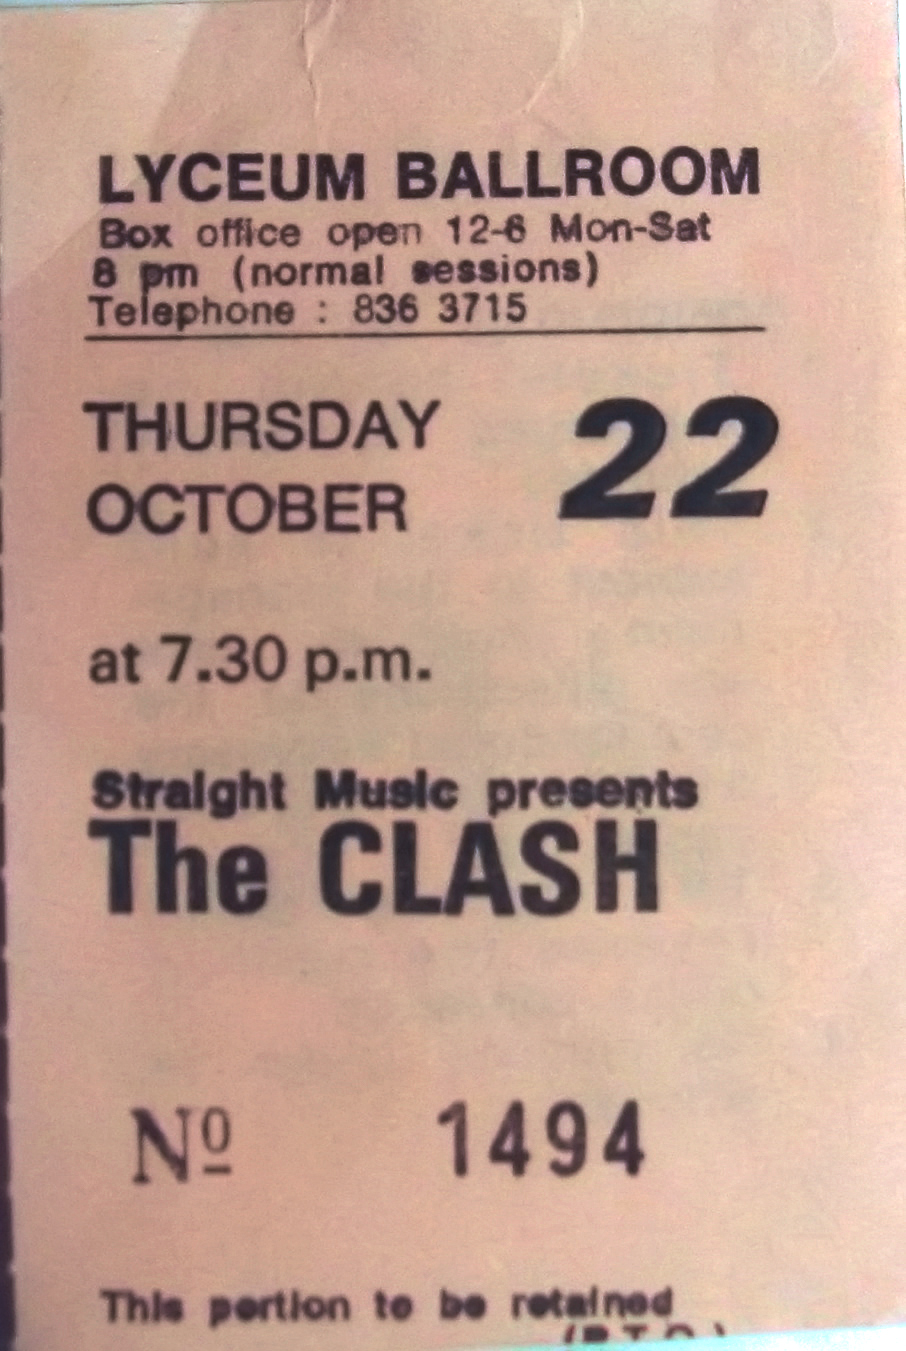 LYCEUM BALLROOM
Box office open 12-6 Mon-Sat
8 pm (normal sessions)
Telephone : 836 3715
THURSDAY 22
OCTOBER
at 7.30 p.m.
Straight Music presents
The CLASH
Nº 1494
This portion to be retained
(P.T.O.)